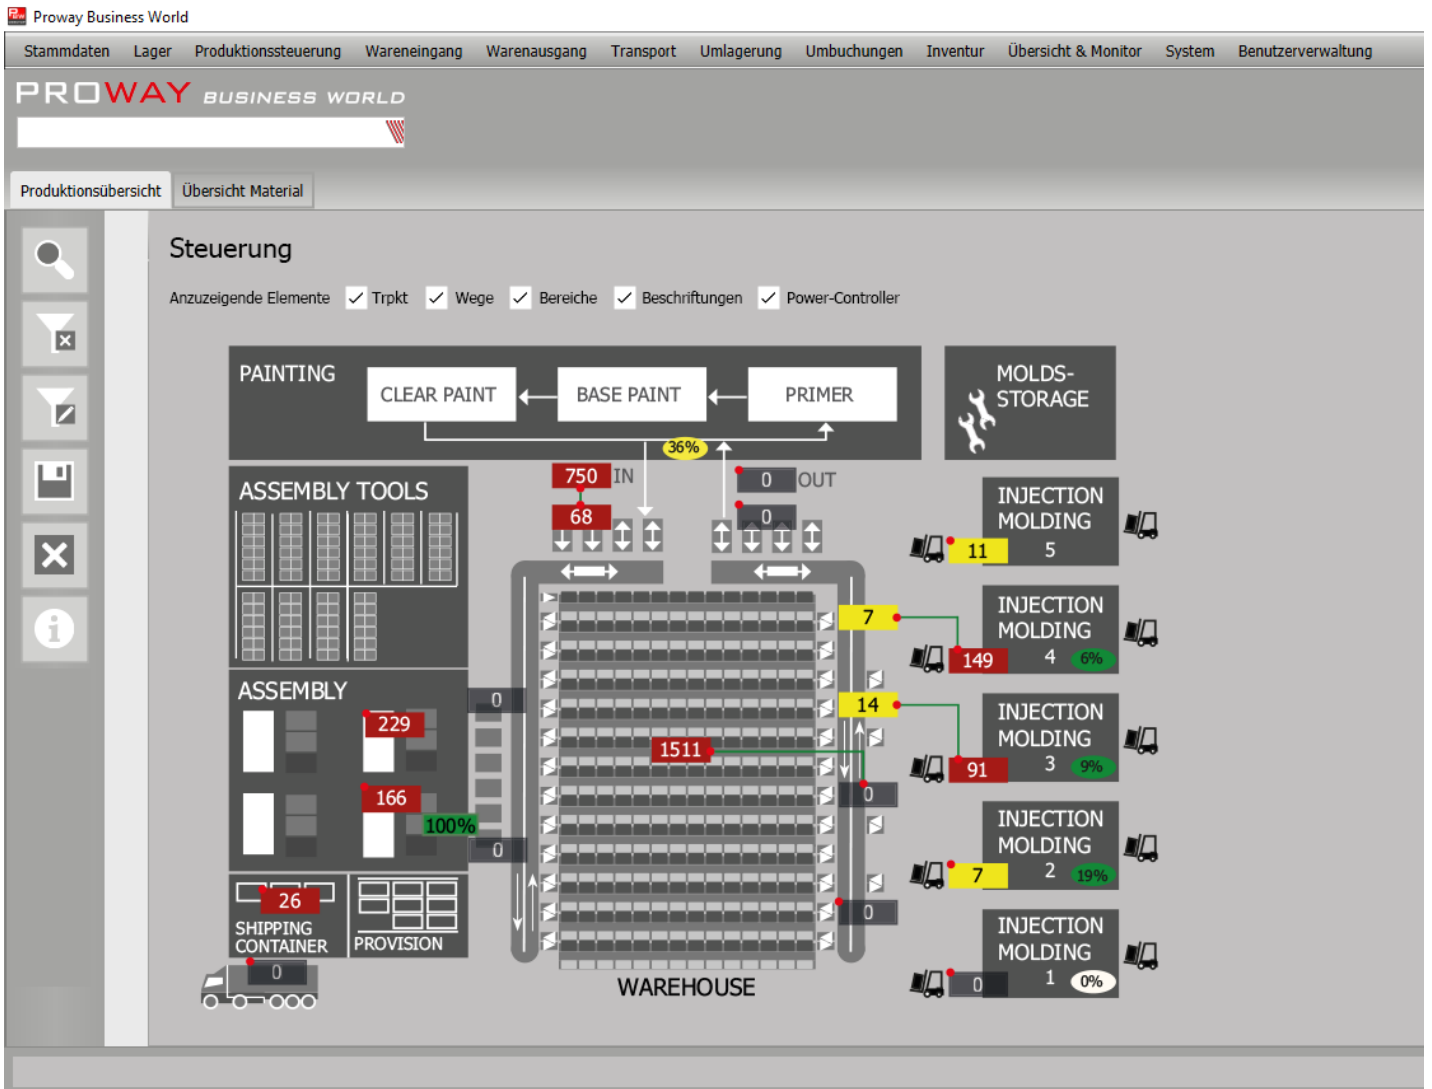 Proway Business World
Stammdaten Lager Produktionssteuerung Wareneingang Warenausgang Transport Umlagerung Umbuchungen Inventur Übersicht & Monitor System Benutzerverwaltung
PROWAY BUSINESS WORLD
Produktionsübersicht Übersicht Material
Steuerung
Anzuzeigende Elemente Trpkt Wege Bereiche Beschriftungen Power-Controller
PAINTING
CLEAR PAINT BASE PAINT PRIMER
36%
MOLDS-
STORAGE
750 IN
68
0 OUT
0
ASSEMBLY TOOLS
INJECTION
MOLDING
5
11
7
INJECTION
MOLDING
4 6%
149
ASSEMBLY
0
229
166
100%
0
14
1511
0
0
INJECTION
MOLDING
3 9%
91
INJECTION
MOLDING
2 19%
7
26
SHIPPING
CONTAINER
PROVISION
0
WAREHOUSE
INJECTION
MOLDING
1 0%
0